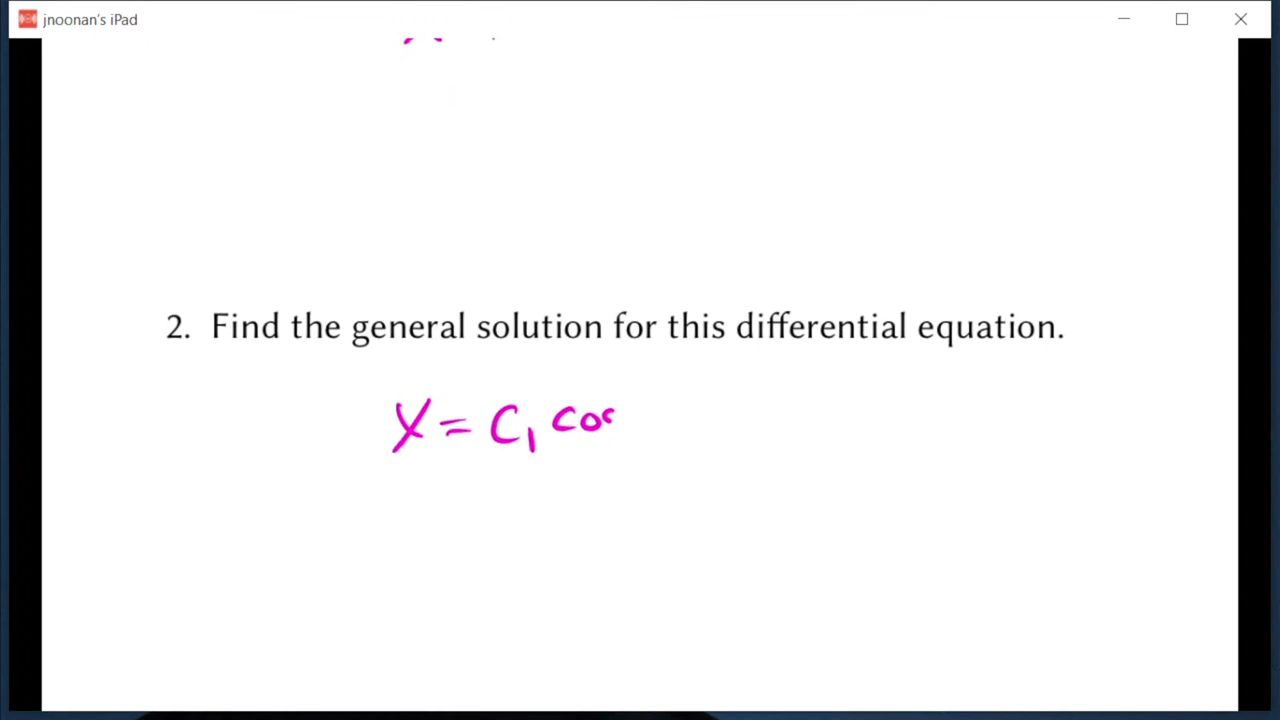 jnoonan's iPad
2. Find the general solution for this differential equation.
X = C₁ cos